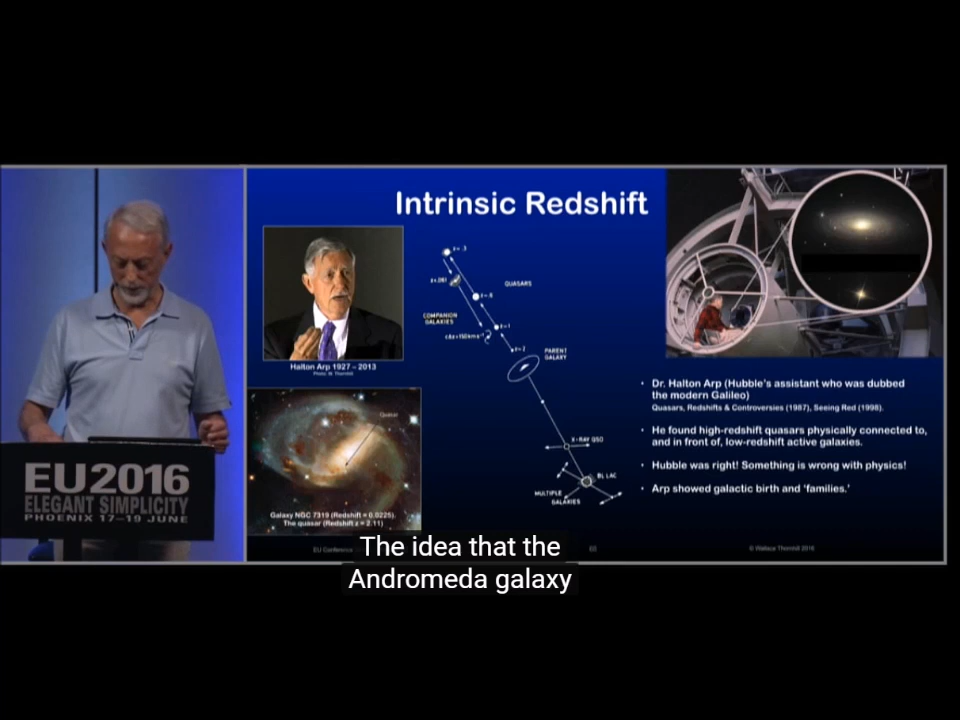 Intrinsic Redshift
Halton Arp 1927 – 2013
Photo: W. Thornhill
QUASARS
COMPANION
GALAXIES
PARENT
GALAXY
X-RAY QSO
BL LAC
MULTIPLE
GALAXIES
Quasar
Galaxy NGC 7319 (Redshift = 0.0225).
The quasar (Redshift z = 2.11)
• Dr. Halton Arp (Hubble's assistant who was dubbed
the modern Galileo)
Quasars, Redshifts & Controversies (1987), Seeing Red (1998).
• He found high-redshift quasars physically connected to,
and in front of, low-redshift active galaxies.
• Hubble was right! Something is wrong with physics!
• Arp showed galactic birth and 'families.'
EU2016
ELEGANT SIMPLICITY
PHOENIX 17–19 JUNE
EU Conference
© Wallace Thornhill 2016
The idea that the
Andromeda galaxy